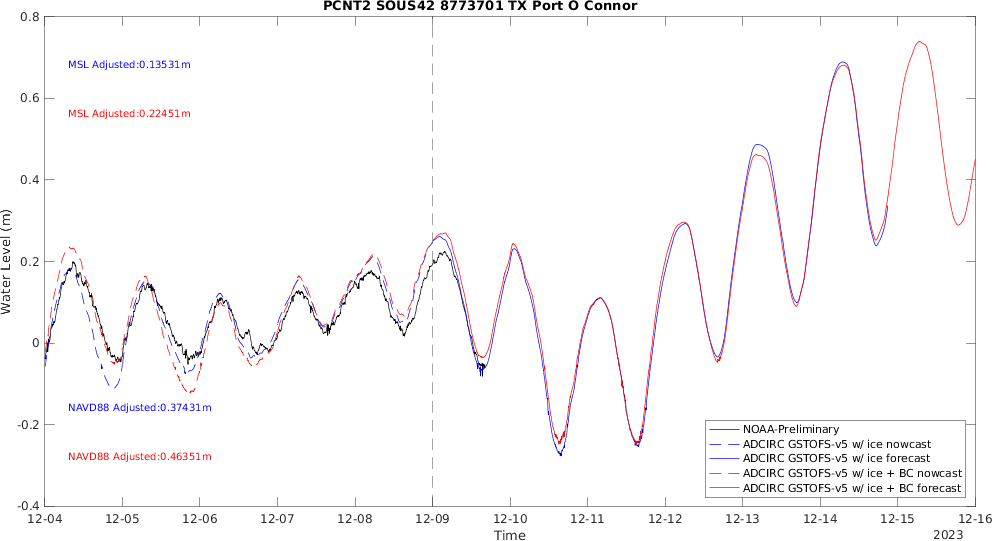 PCNT2 SOUS42 8773701 TX Port O Connor
0.8
MSL Adjusted:0.13531m
0.6
MSL Adjusted:0.22451m
0.4
0.2
0
-0.2
-0.4
Water Level (m)
NAVD88 Adjusted:0.37431m
NAVD88 Adjusted:0.46351m
NOAA-Preliminary
ADCIRC GSTOFS-v5 w/ ice nowcast
ADCIRC GSTOFS-v5 w/ ice forecast
ADCIRC GSTOFS-v5 w/ ice + BC nowcast
ADCIRC GSTOFS-v5 w/ ice + BC forecast
12-04 12-05 12-06 12-07 12-08 12-09 12-10 12-11 12-12 12-13 12-14 12-15 12-16
Time
2023